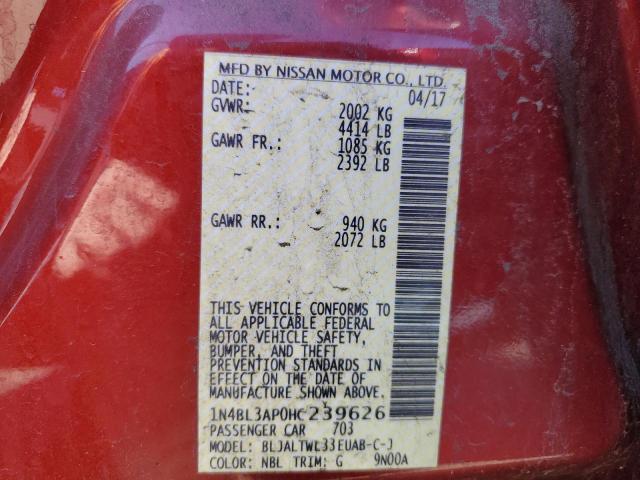 MFD BY NISSAN MOTOR CO., LTD.
DATE: 04/17
GVWR: 2002 KG
4414 LB
GAWR FR.: 1085 KG
2392 LB
GAWR RR.: 940 KG
2072 LB
THIS VEHICLE CONFORMS TO
ALL APPLICABLE FEDERAL
MOTOR VEHICLE SAFETY,
BUMPER, AND THEFT
PREVENTION STANDARDS IN
EFFECT ON THE DATE OF
MANUFACTURE SHOWN ABOVE.
1N4BL3AP0HC239626
PASSENGER CAR 703
MODEL: BLJALTWL33EUAB-C-J
COLOR: NBL TRIM: G 9N00A